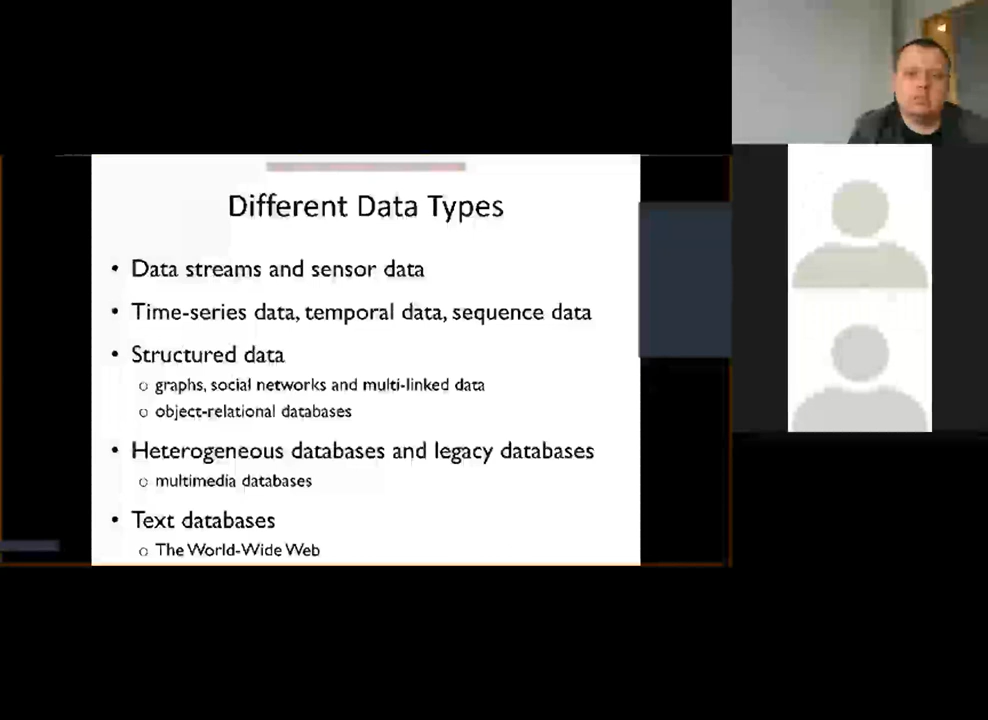 Different Data Types
• Data streams and sensor data
• Time-series data, temporal data, sequence data
• Structured data
○ graphs, social networks and multi-linked data
○ object-relational databases
• Heterogeneous databases and legacy databases
○ multimedia databases
• Text databases
○ The World-Wide Web